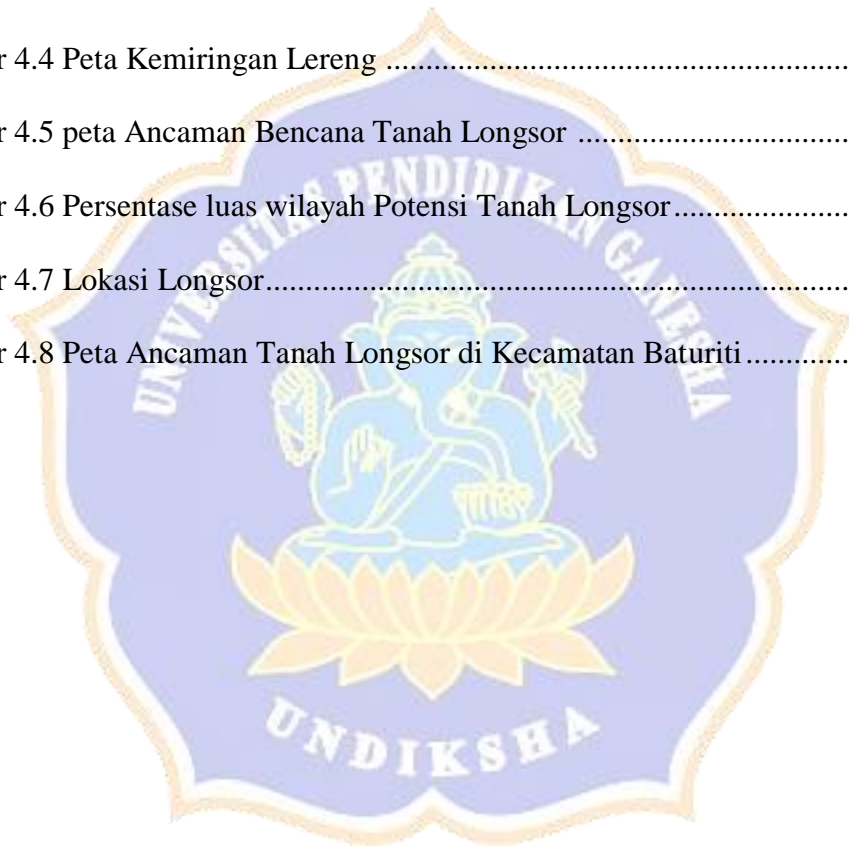 r 4.4 Peta Kemiringan Lereng ..........................................................
r 4.5 peta Ancaman Bencana Tanah Longsor ..................................
r 4.6 Persentase luas wilayah Potensi Tanah Longsor......................
r 4.7 Lokasi Longsor..........................................................................
r 4.8 Peta Ancaman Tanah Longsor di Kecamatan Baturiti.............
UNIVERSITAS PENDIDIKAN GANESHA
UNDIKSHA